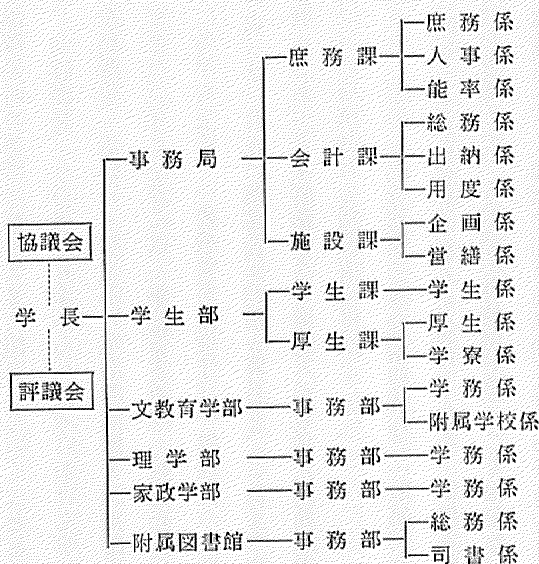 協議会
学長
評議会
事務局
庶務課
庶務係
人事係
能率係
会計課
総務係
出納係
用度係
施設課
企画係
営繕係
学生部
学生課
学生係
厚生課
厚生係
学寮係
文教育学部
事務部
学務係
附属学校係
理学部
事務部
学務係
家政学部
事務部
学務係
附属図書館
事務部
総務係
司書係